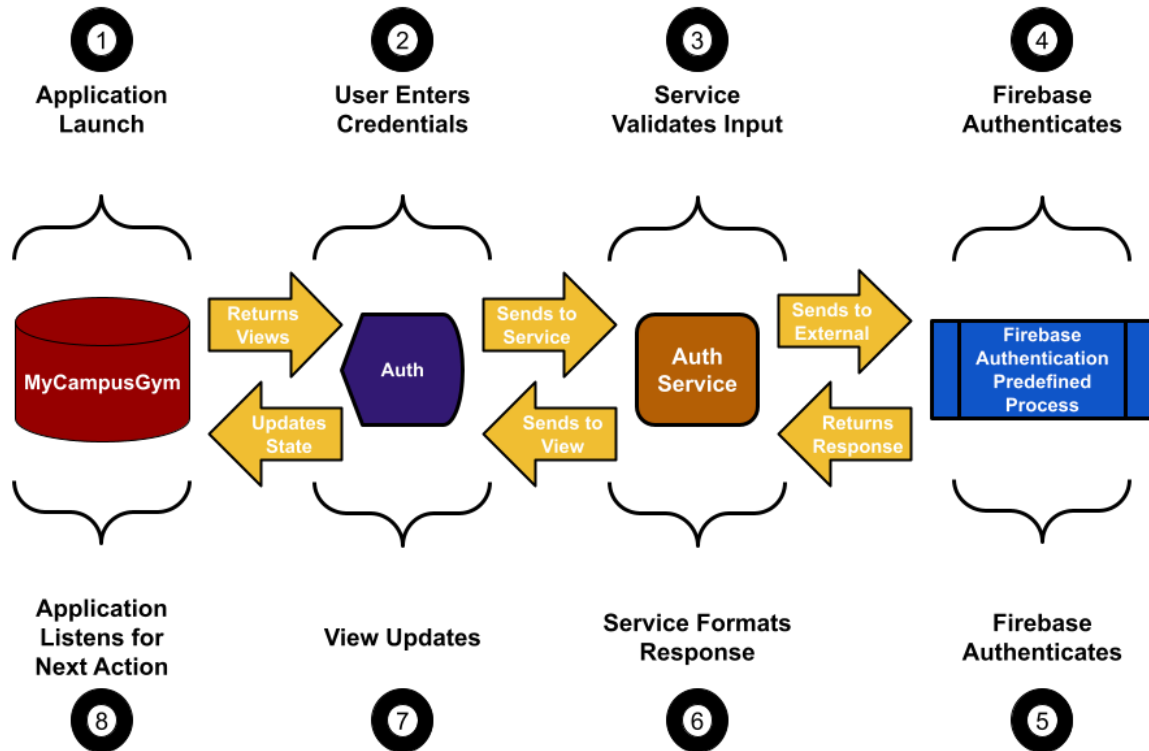 1
2
3
4
Application
Launch
User Enters
Credentials
Service
Validates Input
Firebase
Authenticates
Returns
Views
Sends to
Service
Sends to
External
MyCampusGym
Auth
Auth
Service
Firebase
Authentication
Predefined
Process
Updates
State
Sends to
View
Returns
Response
Application
Listens for
Next Action
View Updates
Service Formats
Response
Firebase
Authenticates
8
7
6
5